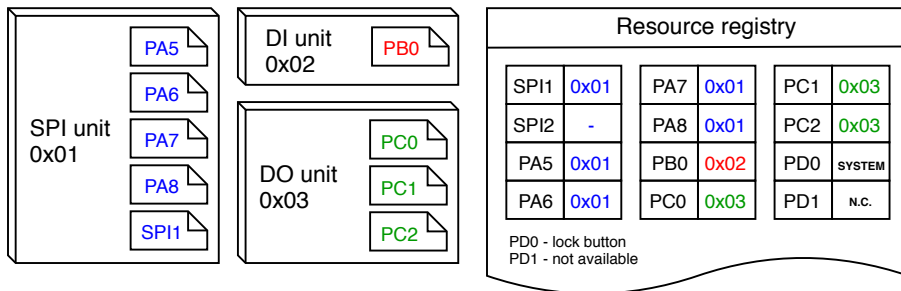 SPI unit
0x01
PA5
PA6
PA7
PA8
SPI1
DI unit
0x02
PB0
DO unit
0x03
PC0
PC1
PC2
Resource registry
SPI1 0x01 PA7 0x01 PC1 0x03
SPI2 - PA8 0x01 PC2 0x03
PA5 0x01 PB0 0x02 PD0 SYSTEM
PA6 0x01 PC0 0x03 PD1 N.C.
PD0 - lock button
PD1 - not available